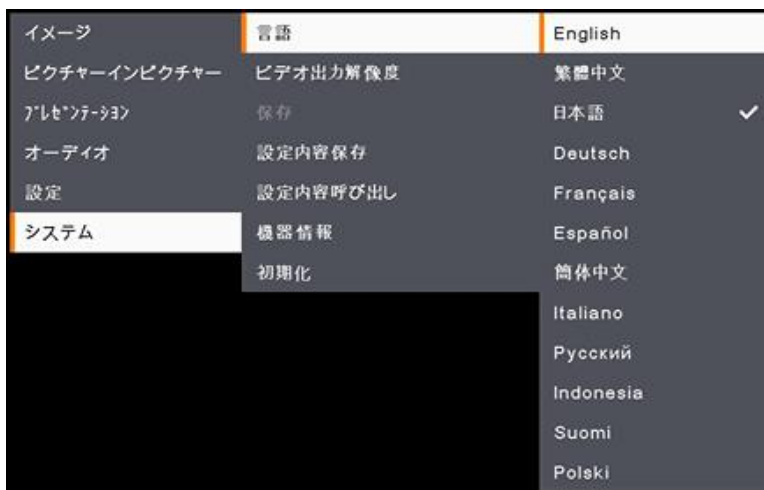 イメージ
ピクチャーインピクチャー
プレゼンテーション
オーディオ
設定
システム
言語
ビデオ出力解像度
保存
設定内容保存
設定内容呼び出し
機器情報
初期化
English
繁體中文
日本語
Deutsch
Français
Español
简体中文
Italiano
Русский
Indonesia
Suomi
Polski